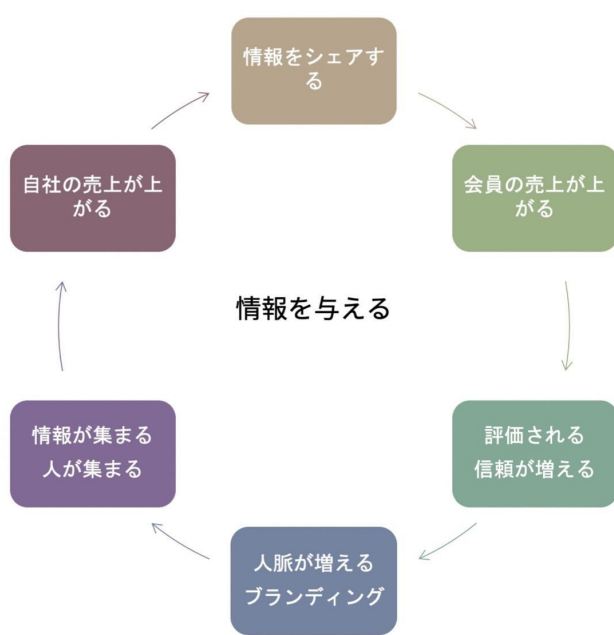 情報をシェアす
る
会員の売上が上
がる
評価される
信頼が増える
人脈が増える
ブランディング
情報が集まる
人が集まる
自社の売上が上
がる
情報を与える